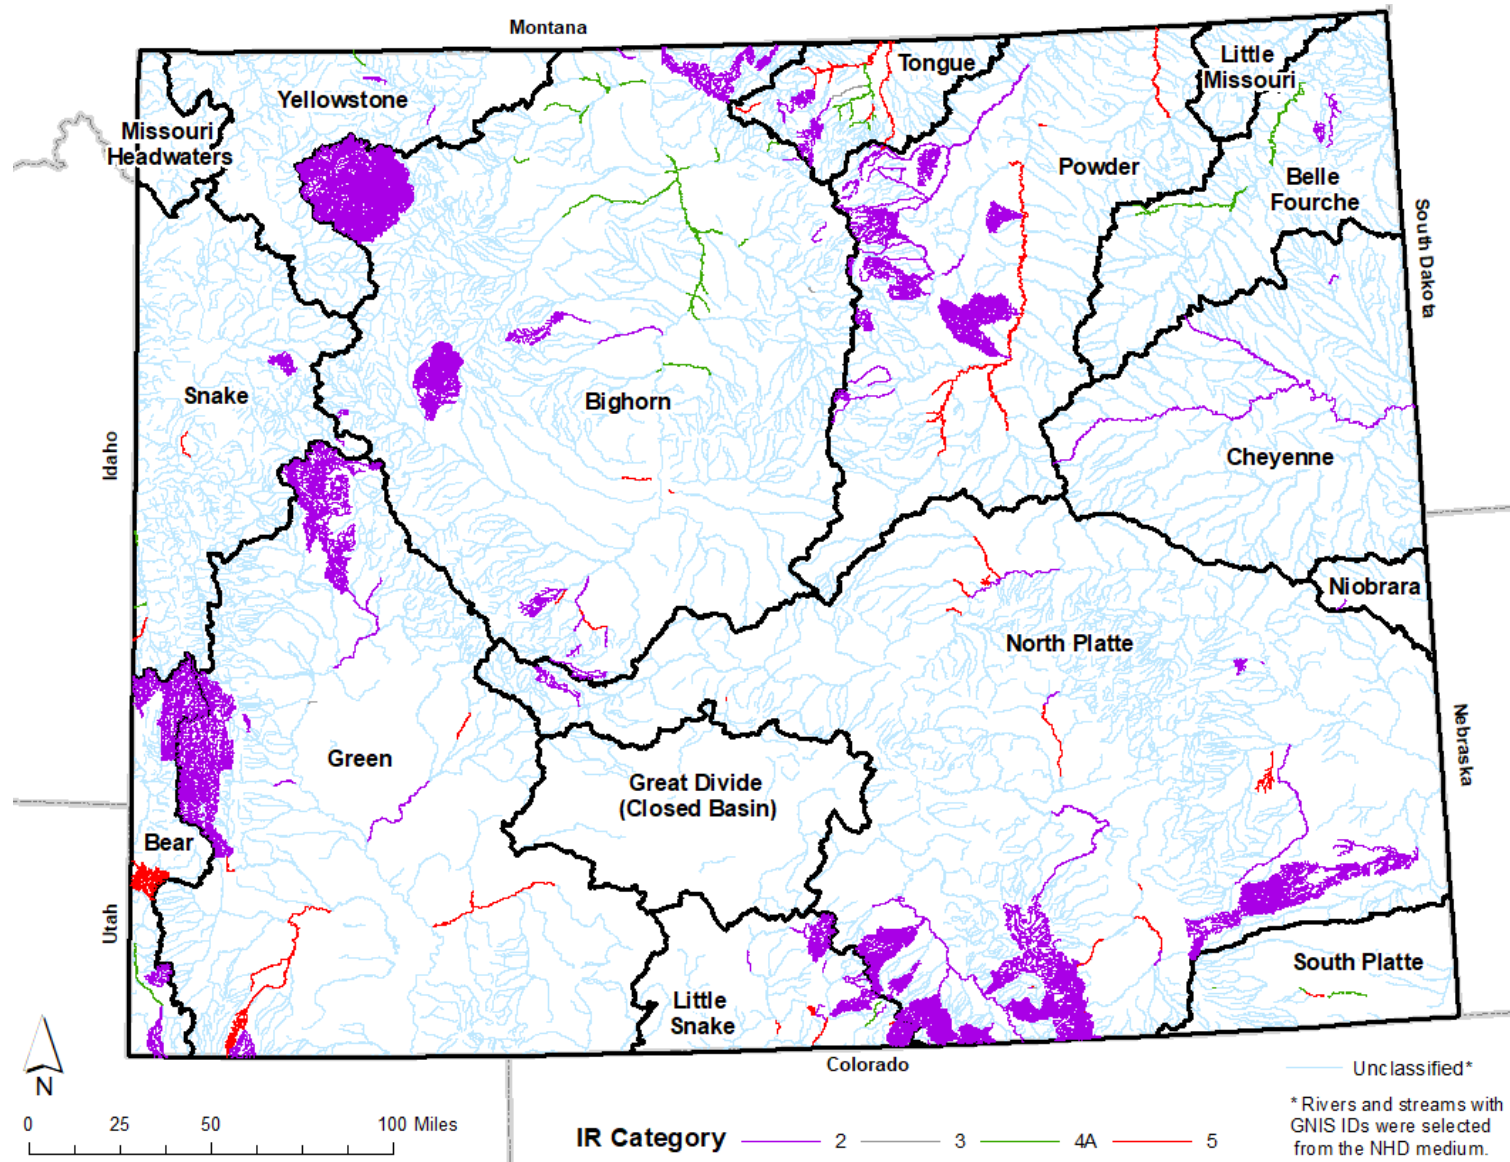 Montana
Tongue
Little
Missouri
Yellowstone
Missouri
Headwaters
Powder
Belle
Fourche
South Dakota
Snake
Bighorn
Idaho
Cheyenne
Niobrara
North Platte
Nebraska
Green
Great Divide
(Closed Basin)
Bear
Utah
South Platte
Little
Snake
Colorado
N
0 25 50 100 Miles
IR Category 2 3 4A 5
Unclassified*
* Rivers and streams with
GNIS IDs were selected
from the NHD medium.